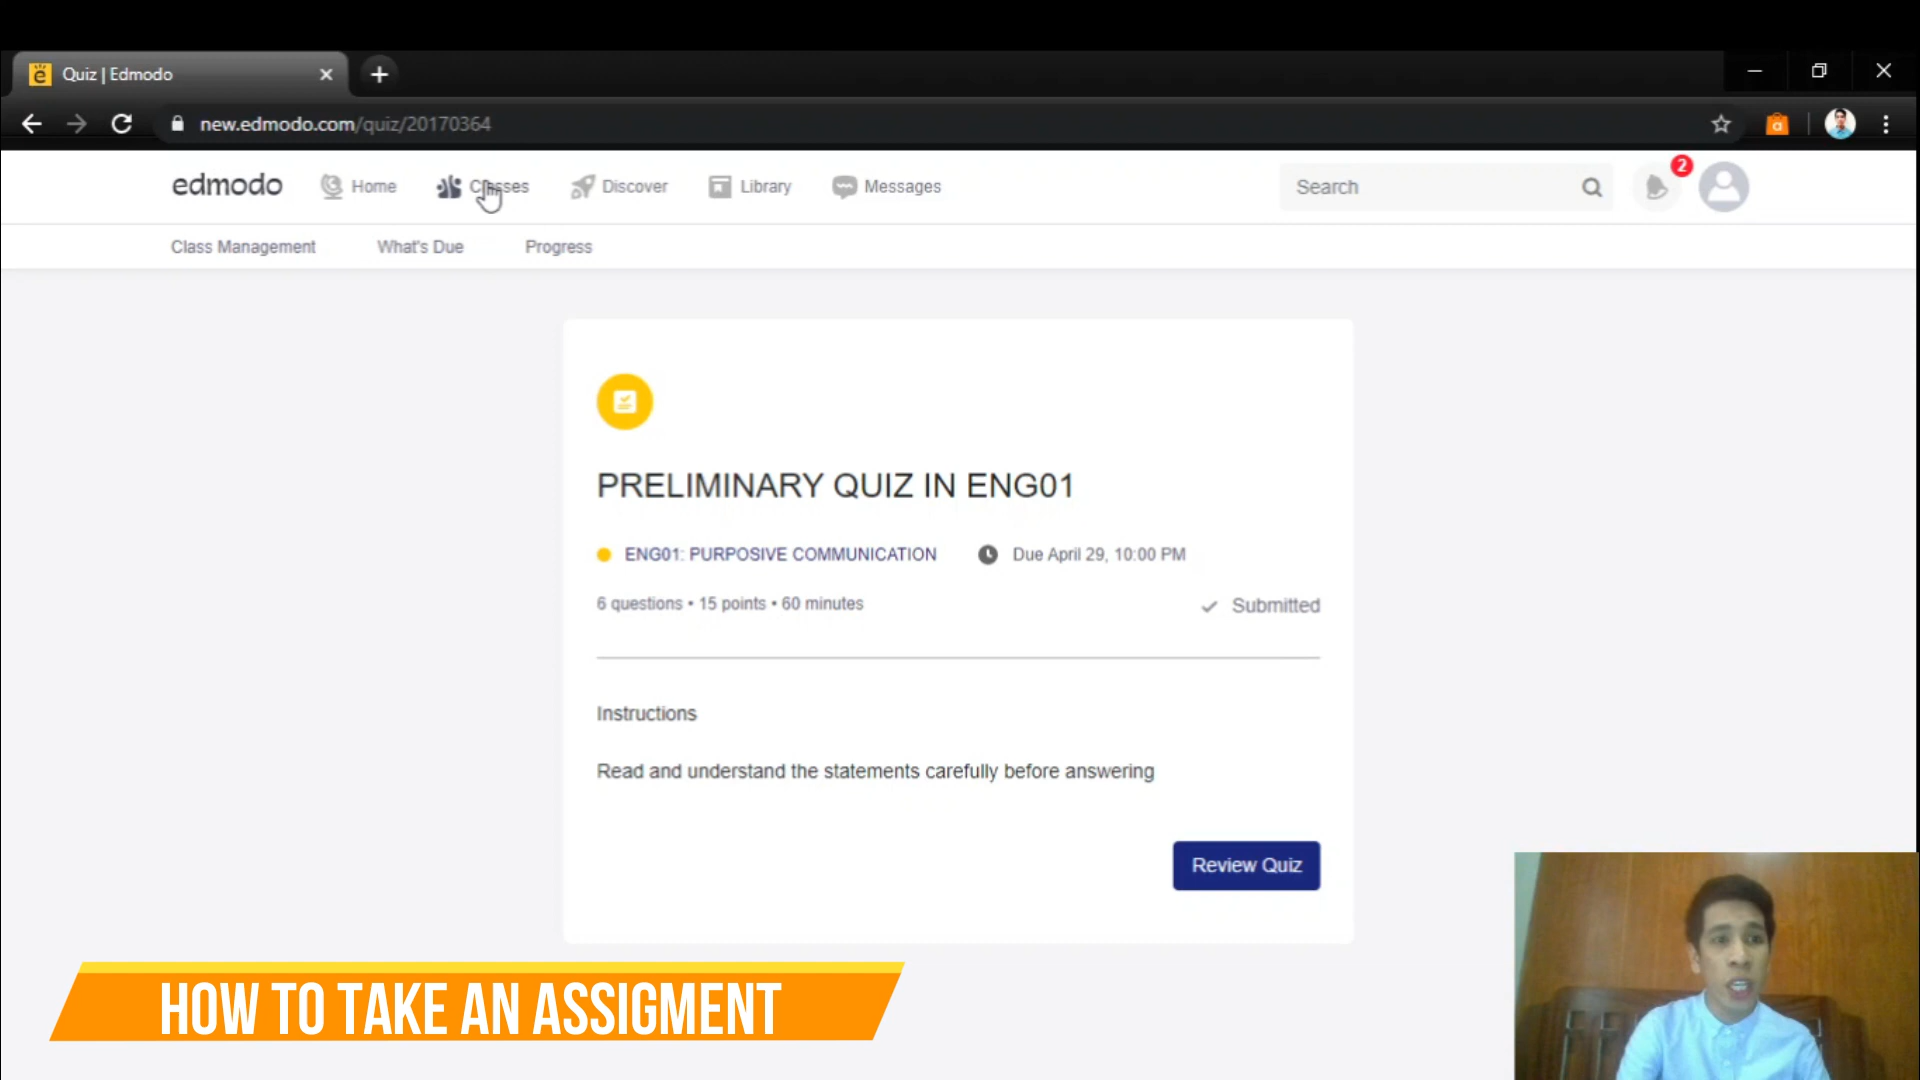 Quiz | Edmodo
new.edmodo.com/quiz/20170364
edmodo Home Classes Discover Library Messages Search 2
Class Management What's Due Progress
PRELIMINARY QUIZ IN ENG01
ENG01: PURPOSIVE COMMUNICATION Due April 29, 10:00 PM
6 questions • 15 points • 60 minutes Submitted
Instructions
Read and understand the statements carefully before answering
Review Quiz
HOW TO TAKE AN ASSIGMENT